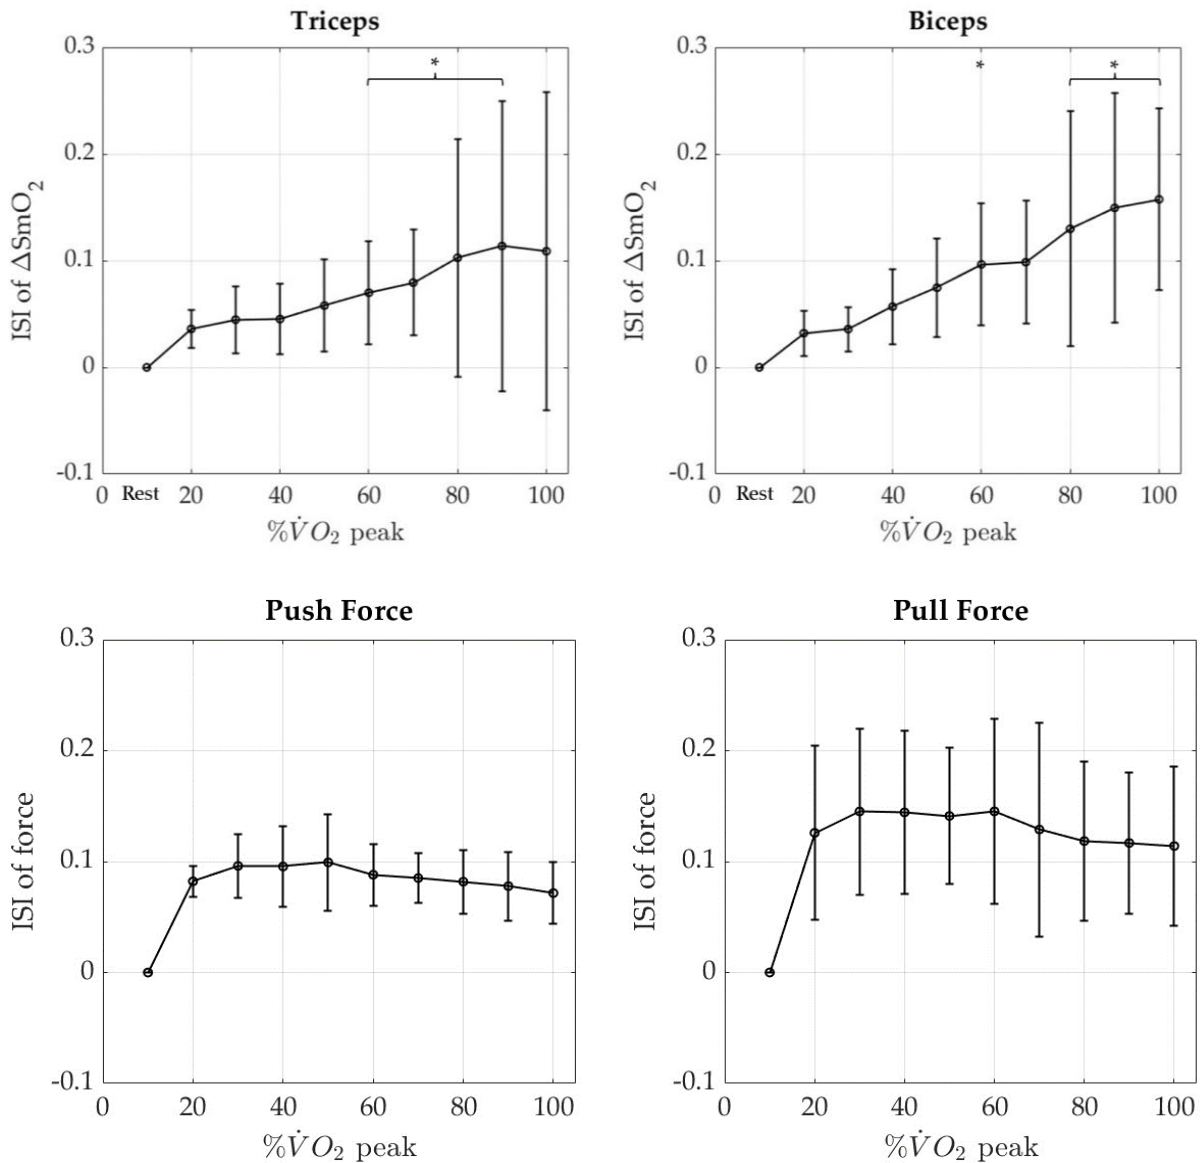 Triceps
0.3
0.2
0.1
0
-0.1
ISI of ΔSmO₂
*
0 Rest 20 40 60 80 100
%V̇O₂ peak
Biceps
0.3
0.2
0.1
0
-0.1
ISI of ΔSmO₂
* *
0 Rest 20 40 60 80 100
%V̇O₂ peak
Push Force
0.3
0.2
0.1
0
-0.1
ISI of force
0 20 40 60 80 100
%V̇O₂ peak
Pull Force
0.3
0.2
0.1
0
-0.1
ISI of force
0 20 40 60 80 100
%V̇O₂ peak